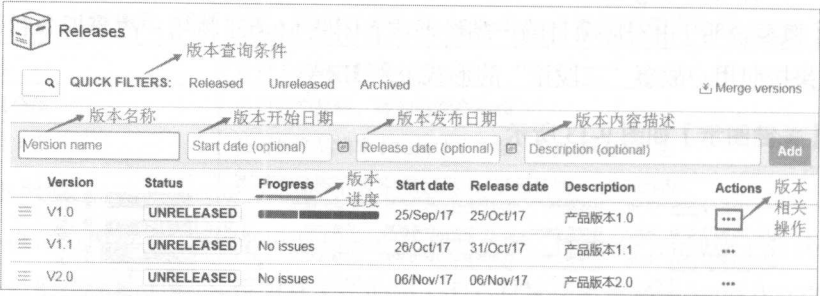 Releases
版本查询条件
QUICK FILTERS: Released Unreleased Archived Merge versions
版本名称 版本开始日期 版本发布日期 版本内容描述
Version name Start date (optional) Release date (optional) Description (optional) Add
Version Status Progress 版本进度 Start date Release date Description Actions 版本相关操作
V1.0 UNRELEASED 25/Sep/17 25/Oct/17 产品版本1.0 ...
V1.1 UNRELEASED No issues 26/Oct/17 31/Oct/17 产品版本1.1 ...
V2.0 UNRELEASED No issues 06/Nov/17 06/Nov/17 产品版本2.0 ...